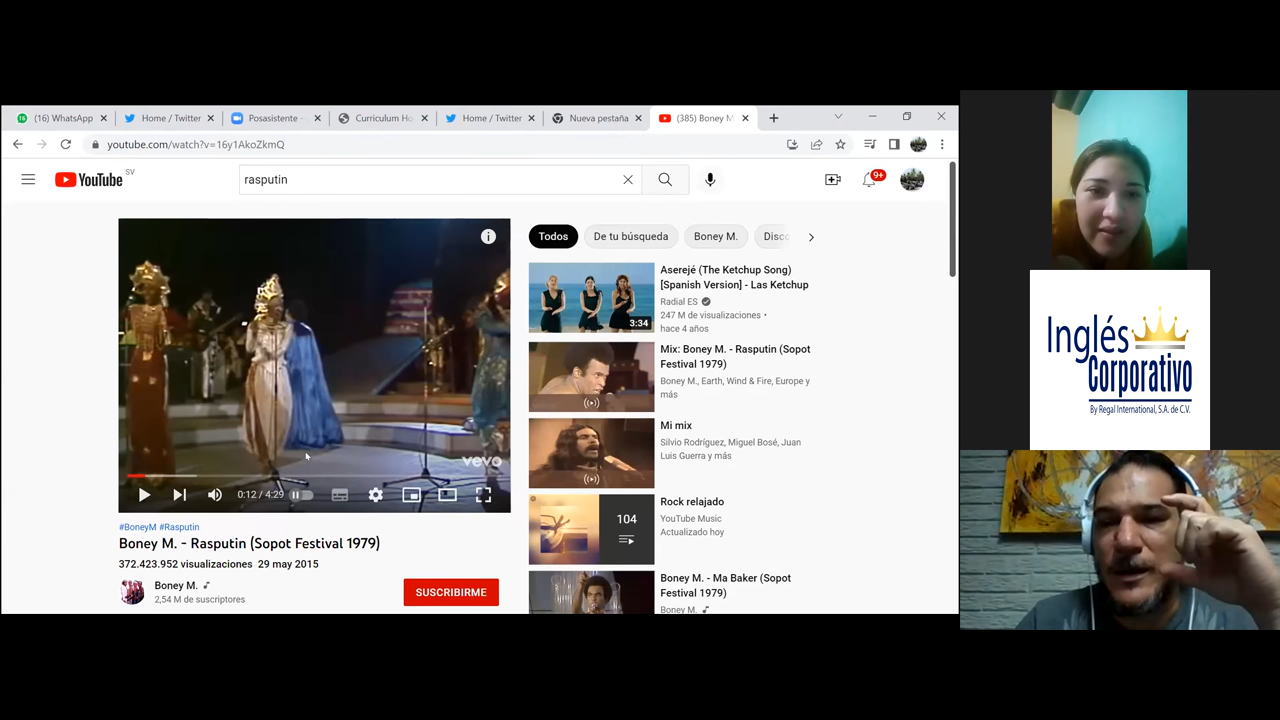 (16) WhatsApp
Home / Twitter
Posasistente -
Curriculum Ho
Home / Twitter
Nueva pestaña
(385) Boney M
youtube.com/watch?v=16y1AkoZkmQ
YouTube SV
rasputin
9+
vevo
0:12 / 4:29
#BoneyM #Rasputin
Boney M. - Rasputin (Sopot Festival 1979)
372.423.952 visualizaciones 29 may 2015
Boney M.
2,54 M de suscriptores
SUSCRIBIRME
Todos
De tu búsqueda
Boney M.
Disco
3:34
Aserejé (The Ketchup Song)
[Spanish Version] - Las Ketchup
Radial ES
247 M de visualizaciones •
hace 4 años
Mix: Boney M. - Rasputin (Sopot
Festival 1979)
Boney M., Earth, Wind & Fire, Europe y
más
Mi mix
Silvio Rodríguez, Miguel Bosé, Juan
Luis Guerra y más
104
Rock relajado
YouTube Music
Actualizado hoy
Boney M. - Ma Baker (Sopot
Festival 1979)
Boney M.
Inglés
Corporativo
By Regal International, S.A. de C.V.